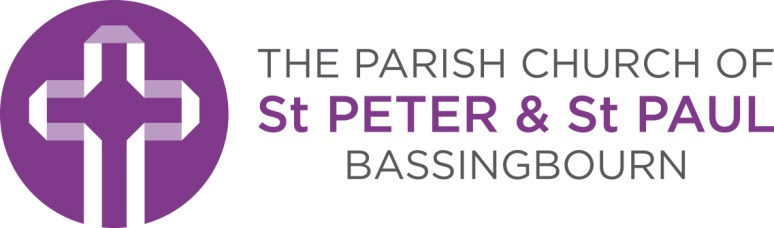 THE PARISH CHURCH OF
St PETER & St PAUL
BASSINGBOURN